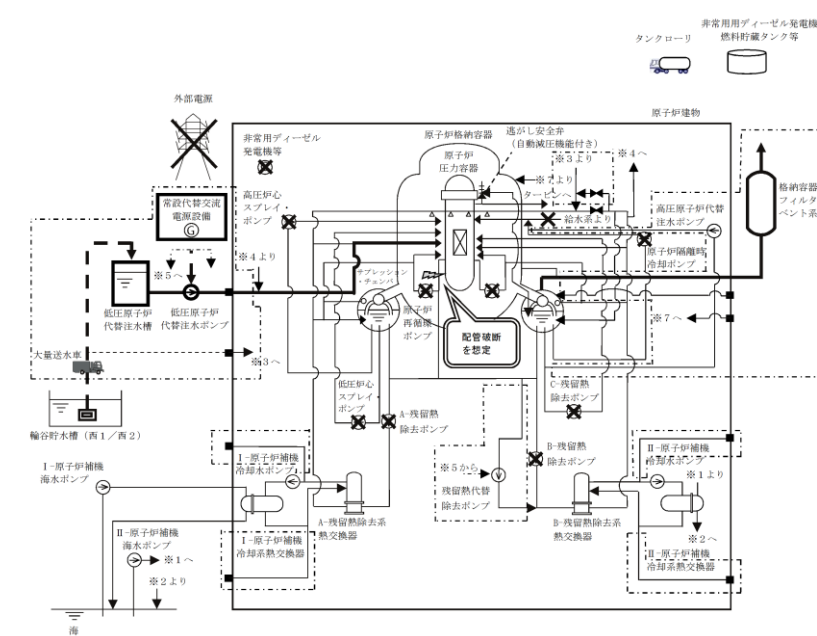 非常用用ディーゼル発電機
燃料貯蔵タンク等
タンクローリ
外部電源
原子炉建物
非常用ディーゼル
発電機等
原子炉格納容器
逃がし安全弁
（自動減圧機能付き）
原子炉
圧力容器
※３より
※４へ
※７より
タービンへ
給水系より
高圧炉心
スプレイ・
ポンプ
高圧原子炉代替
注水ポンプ
格納容器
フィルタ
ベント系
原子炉隔離時
冷却ポンプ
常設代替交流
電源設備
G
※５へ
※４より
サプレッション
・チェンバ
低圧原子炉
代替注水槽
低圧原子炉
代替注水ポンプ
原子炉
再循環
ポンプ
配管破断
を想定
※７へ
大量送水車
※３へ
低圧炉心
スプレイ・
ポンプ
A-残留熱
除去ポンプ
C-残留熱
除去ポンプ
輪谷貯水槽（西１／西２）
B-残留熱
除去ポンプ
※５から
残留熱代替
除去ポンプ
Ⅰ-原子炉補機
海水ポンプ
Ⅰ-原子炉補機
冷却水ポンプ
Ⅱ-原子炉補機
冷却水ポンプ
※１より
A-残留熱除去系
熱交換器
B-残留熱除去系
熱交換器
※２へ
Ⅱ-原子炉補機
海水ポンプ
※１へ
※２より
Ⅰ-原子炉補機
冷却系熱交換器
Ⅱ-原子炉補機
冷却系熱交換器
海